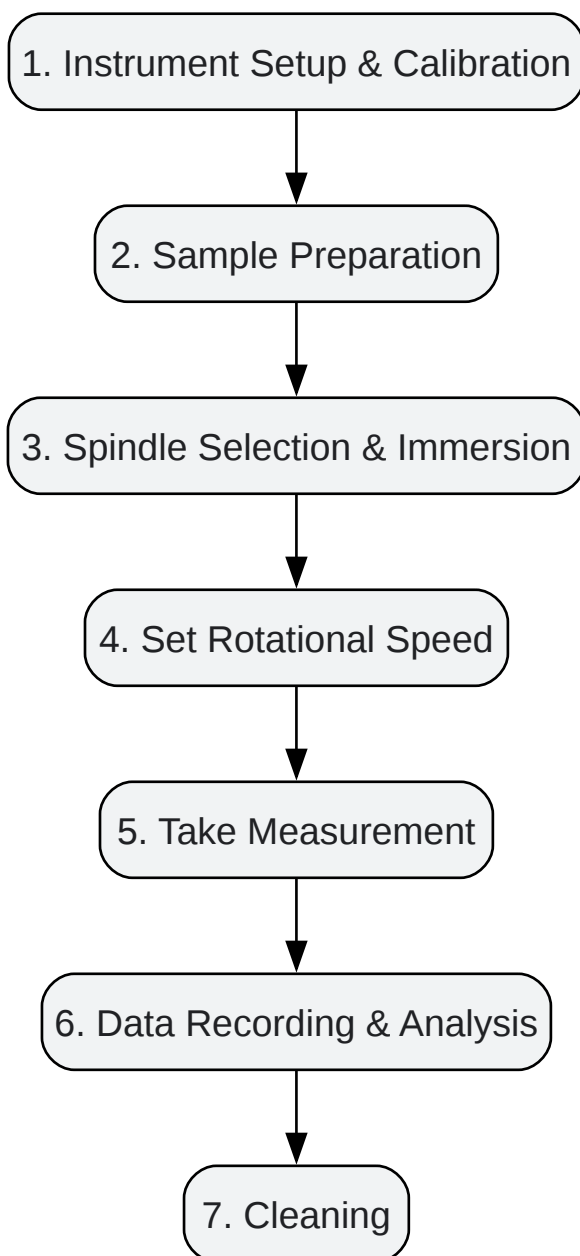 1. Instrument Setup & Calibration
2. Sample Preparation
3. Spindle Selection & Immersion
4. Set Rotational Speed
5. Take Measurement
6. Data Recording & Analysis
7. Cleaning